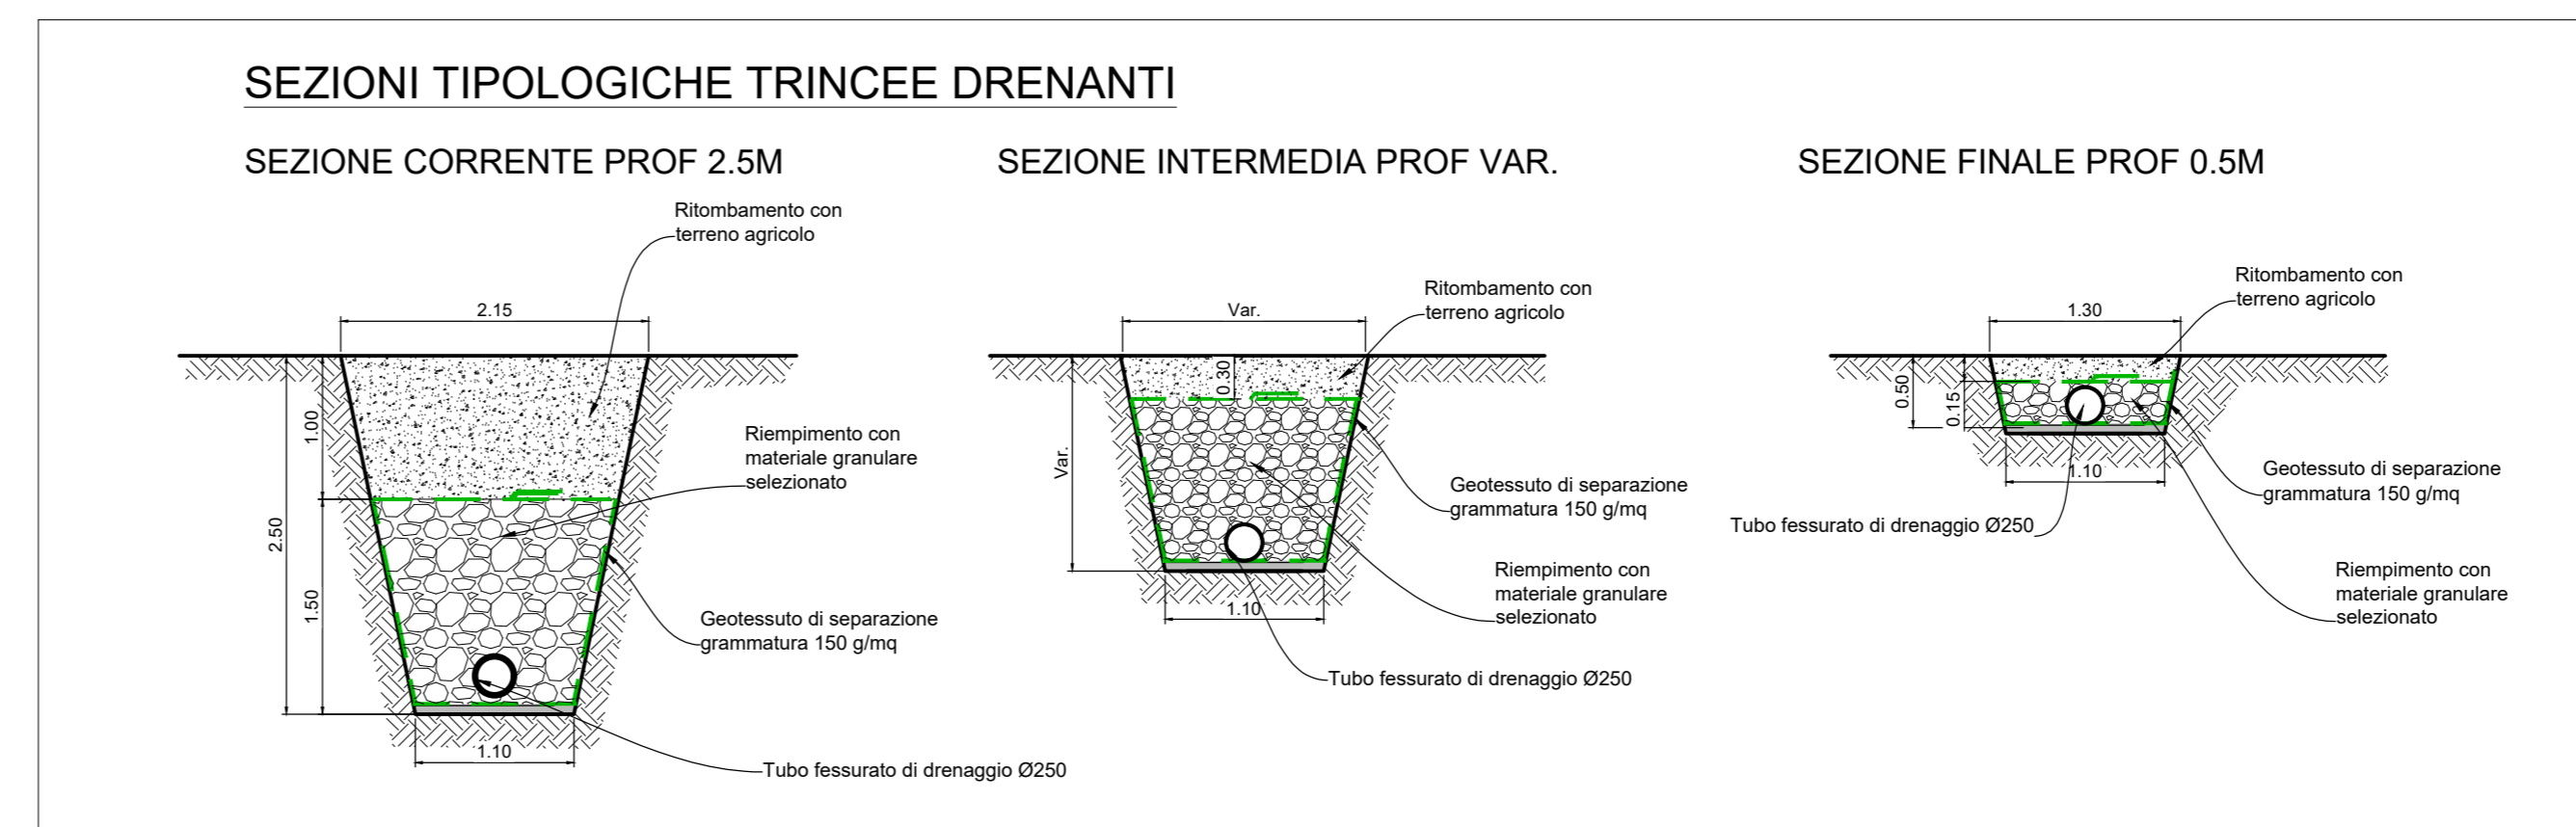 SEZIONI TIPOLOGICHE TRINCEE DRENANTI
SEZIONE CORRENTE PROF 2.5M
Ritombamento con
terreno agricolo
2.15
1.00
2.50
1.50
Riempimento con
materiale granulare
selezionato
Geotessuto di separazione
grammatura 150 g/mq
1.10
Tubo fessurato di drenaggio Ø250
SEZIONE INTERMEDIA PROF VAR.
Ritombamento con
terreno agricolo
Var.
0.30
Var.
Geotessuto di separazione
grammatura 150 g/mq
Riempimento con
materiale granulare
selezionato
1.10
Tubo fessurato di drenaggio Ø250
SEZIONE FINALE PROF 0.5M
Ritombamento con
terreno agricolo
1.30
0.50
0.15
1.10
Geotessuto di separazione
grammatura 150 g/mq
Tubo fessurato di drenaggio Ø250
Riempimento con
materiale granulare
selezionato